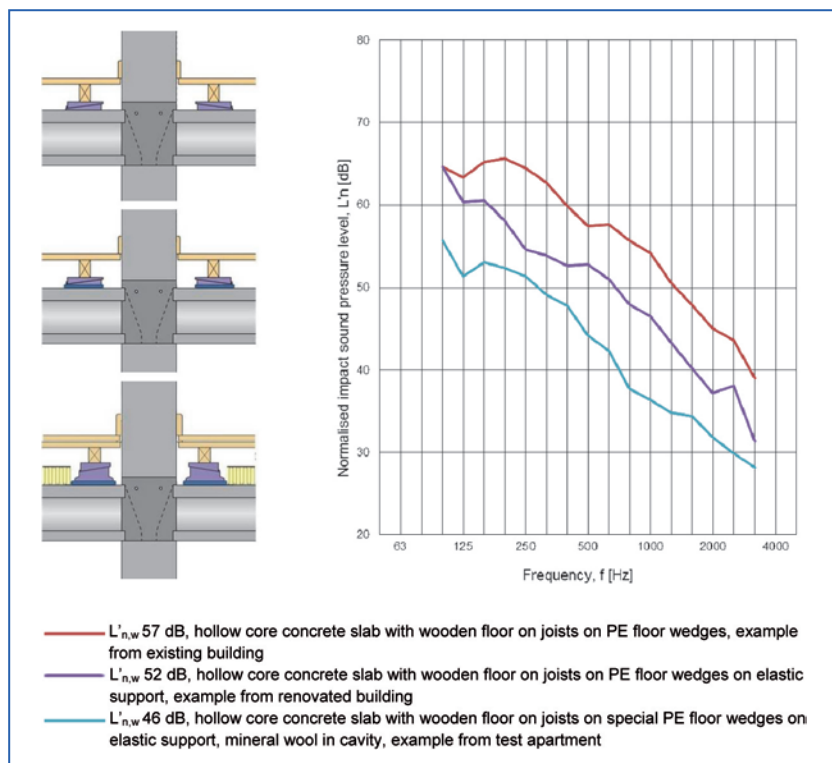 80
70
60
50
40
30
20
Normalised impact sound pressure level, L'n [dB]
63 125 250 500 1000 2000 4000
Frequency, f [Hz]
L'n,w 57 dB, hollow core concrete slab with wooden floor on joists on PE floor wedges, example
from existing building
L'n,w 52 dB, hollow core concrete slab with wooden floor on joists on PE floor wedges on elastic
support, example from renovated building
L'n,w 46 dB, hollow core concrete slab with wooden floor on joists on special PE floor wedges on
elastic support, mineral wool in cavity, example from test apartment